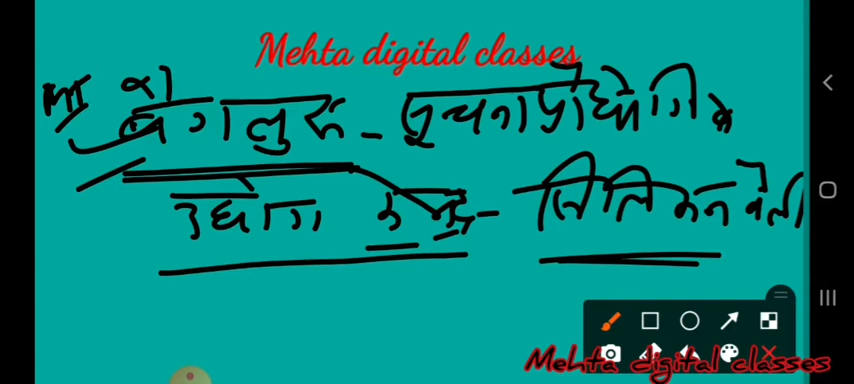 Mehta digital classes
बेंगलुरु - सूचना प्रौद्योगिक
उद्योग केन्द्र - सिलिकन वेली
Mehta digital classes